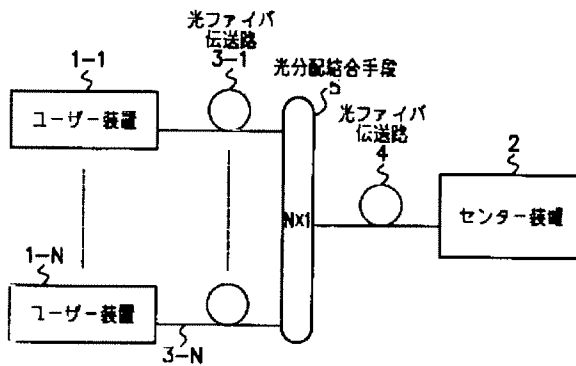 光ファイバ
伝送路
3-1
1-1
光分配結合手段
5
ユーザー装置
光ファイバ
伝送路
4
2
N×1
センター装置
1-N
ユーザー装置
3-N